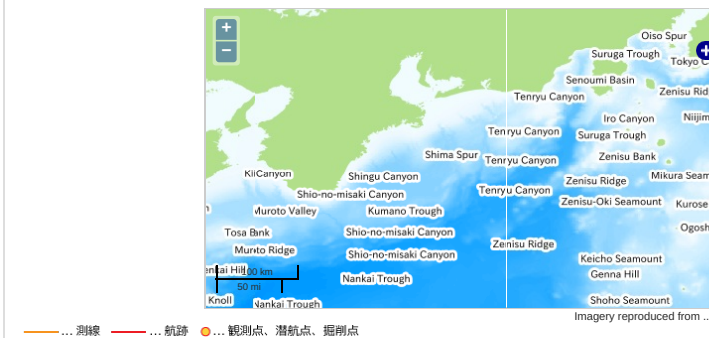 +
−
Oiso Spur
Suruga Trough
Tokyo C
Senoumi Basin
Zenisu Rid
Tenryu Canyon
Iro Canyon
Niijim
Tenryu Canyon
Suruga Trough
Shima Spur
Tenryu Canyon
Zenisu Bank
Kii Canyon
Shingu Canyon
Zenisu Ridge
Mikura Seam
Shio-no-misaki Canyon
Tenryu Canyon
Zenisu-Oki Seamount
Kurose
Muroto Valley
Kumano Trough
Tosa Bank
Shio-no-misaki Canyon
Ogosh
Muroto Ridge
Shio-no-misaki Canyon
Zenisu Ridge
Keicho Seamount
enkai Hill
100 km
Nankai Trough
Genna Hill
50 mi
Knoll
Nankai Trough
Shoho Seamount
Imagery reproduced from ..
... 測線 ... 航跡 ... 観測点、潜航点、掘削点